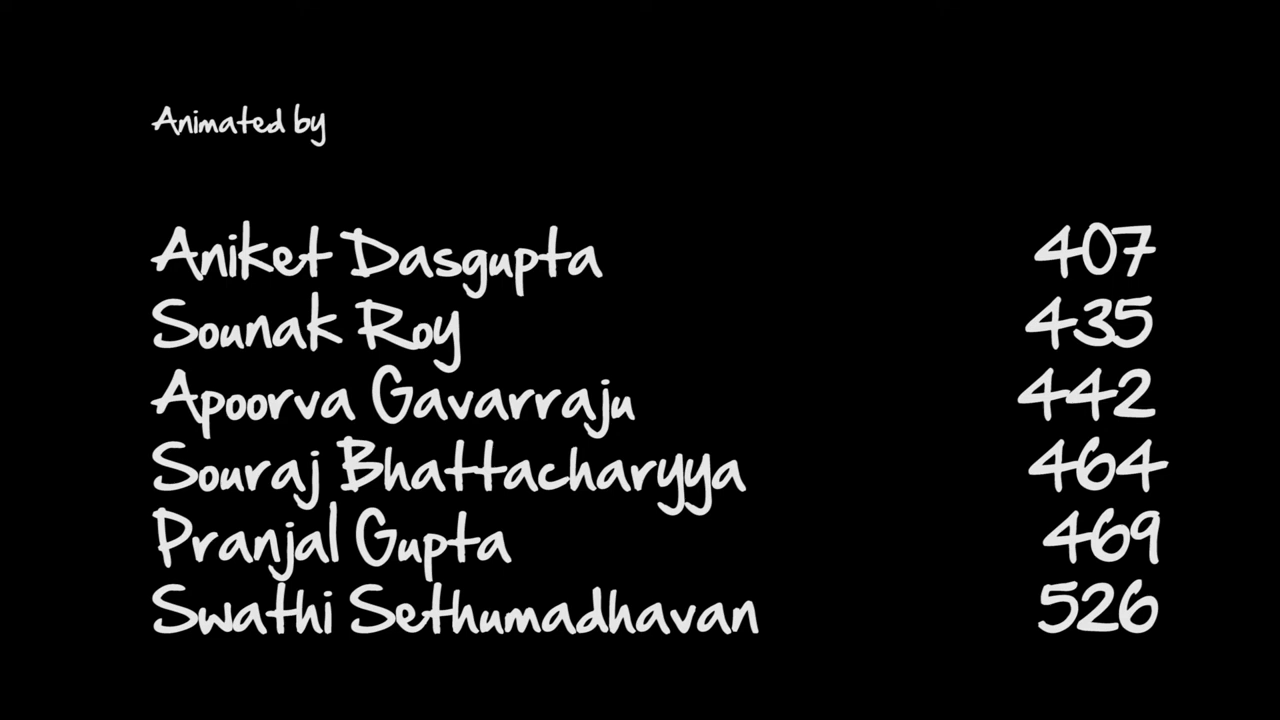 Animated by
Aniket Dasgupta 407
Sounak Roy 435
Apoorva Gavarraju 442
Souraj Bhattacharyya 464
Pranjal Gupta 469
Swathi Sethumadhavan 526